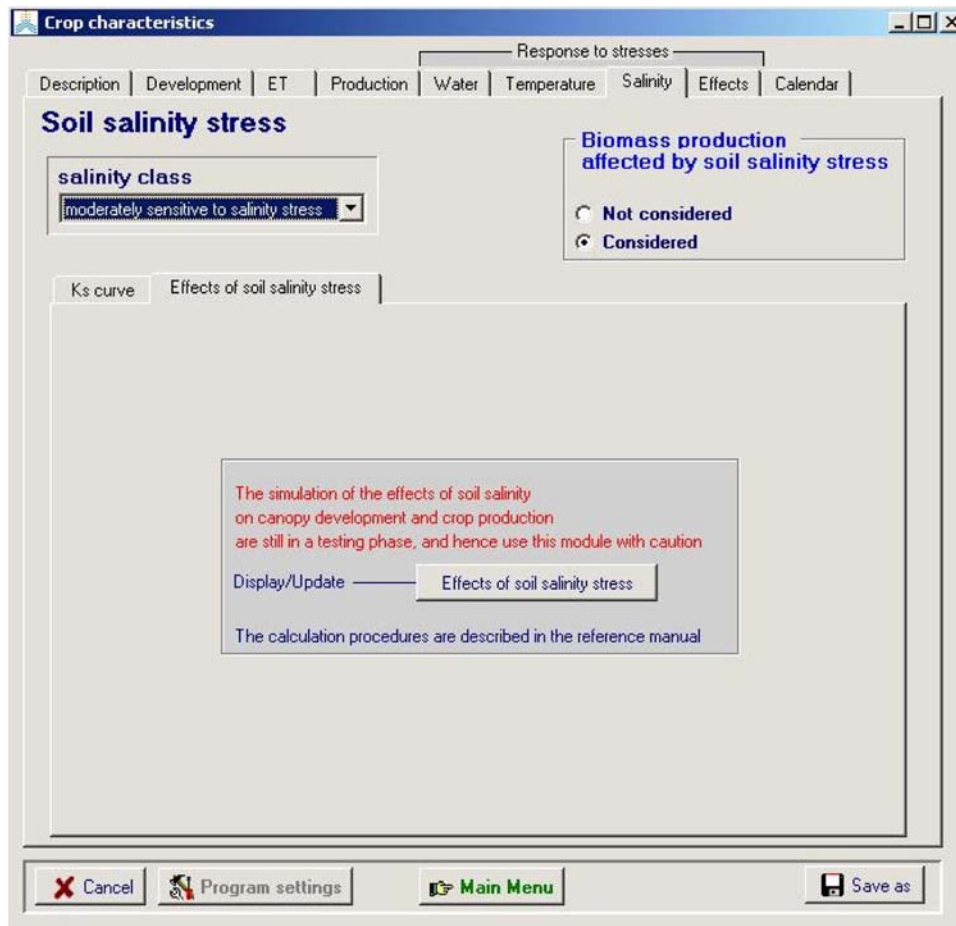 Crop characteristics
Response to stresses
Description Development ET Production Water Temperature Salinity Effects Calendar
Soil salinity stress
Biomass production
affected by soil salinity stress
salinity class
moderately sensitive to salinity stress
Not considered
Considered
Ks curve Effects of soil salinity stress
The simulation of the effects of soil salinity
on canopy development and crop production
are still in a testing phase, and hence use this module with caution
Display/Update Effects of soil salinity stress
The calculation procedures are described in the reference manual
Cancel Program settings Main Menu Save as